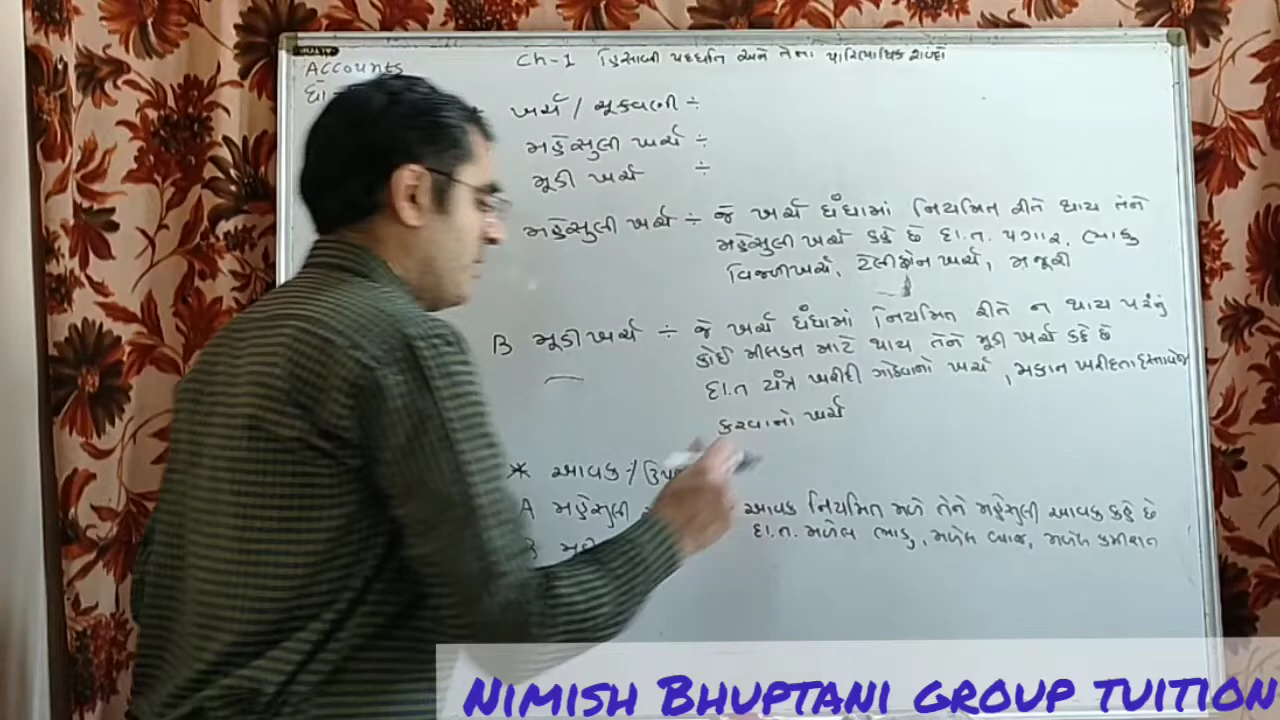 Ch-1 હિસાબી પદ્ધતિ અને તેના પારિભાષિક શબ્દો
Accounts
ધો
ખર્ચ / ચૂકવણી ÷
મહેસુલી ખર્ચ ÷
મૂડી ખર્ચ ÷
મહેસુલી ખર્ચ ÷ જે ખર્ચ ધંધામાં નિયમિત રીતે થાય તેને
મહેસુલી ખર્ચ કહે છે દા.ત. પગાર, ભાડુ
વિજળીખર્ચ, ટેલીફોન ખર્ચ, મજૂરી
B મૂડીખર્ચ ÷ જે ખર્ચ ધંધામાં નિયમિત રીતે ન થાય પરંતું
કોઈ મીલકત માટે થાય તેને મૂડી ખર્ચ કહે છે
દા.ત યંત્ર ખરીદી ગોઠવાનો ખર્ચ, મકાન ખરીદતા દસ્તાવેજ
કરવાનો ખર્ચ
* આવક ÷/
A મહેસુલી આવક નિયમિત મળે તેને મહેસુલી આવક કહે છે
દા.ત. મળેલ ભાડુ, મળેલ વ્યાજ, મળેલ કમીશન
NIMISH BHUPTANI GROUP TUITION